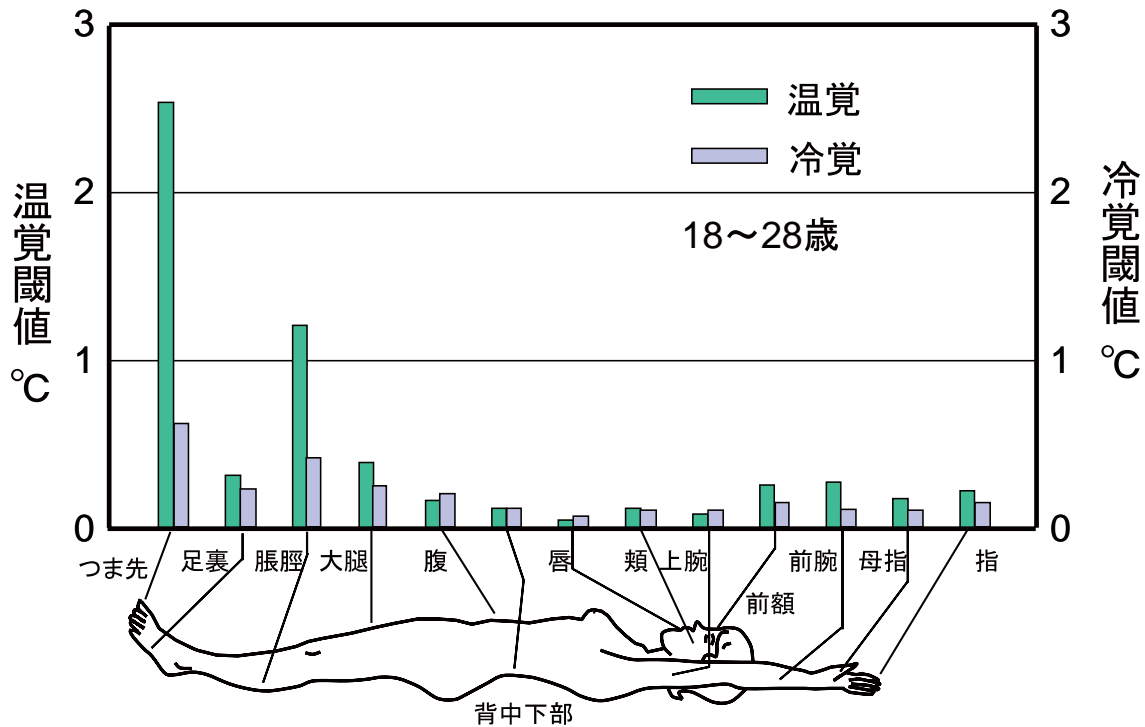 3
2
1
0
温覚閾値 ℃
温覚
冷覚
18〜28歳
3
2
1
0
冷覚閾値 ℃
つま先
足裏
脹脛
大腿
腹
背中下部
唇
頬
上腕
前額
前腕
母指
指